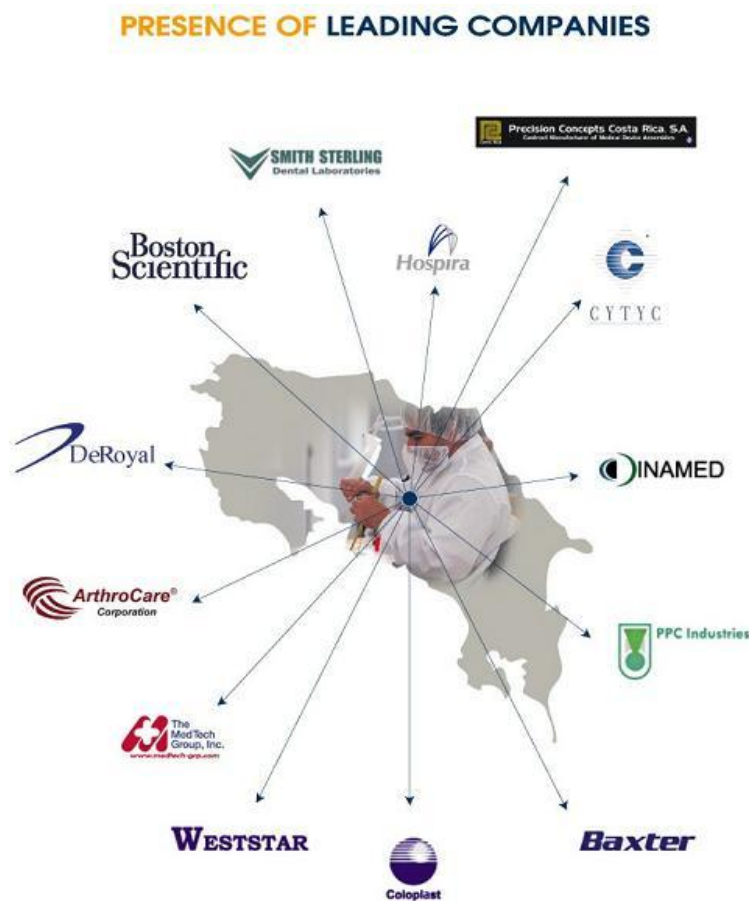 PRESENCE OF LEADING COMPANIES
Precision Concepts Costa Rica, S.A.
Contract Manufacturer of Medical Device Assemblies
SMITH STERLING
Dental Laboratories
Boston
Scientific
Hospira
CYTYC
DeRoyal
INAMED
ArthroCare®
Corporation
PPC Industries
The
MedTech
Group, Inc.
www.medtech-grp.com
WESTSTAR
Coloplast
Baxter